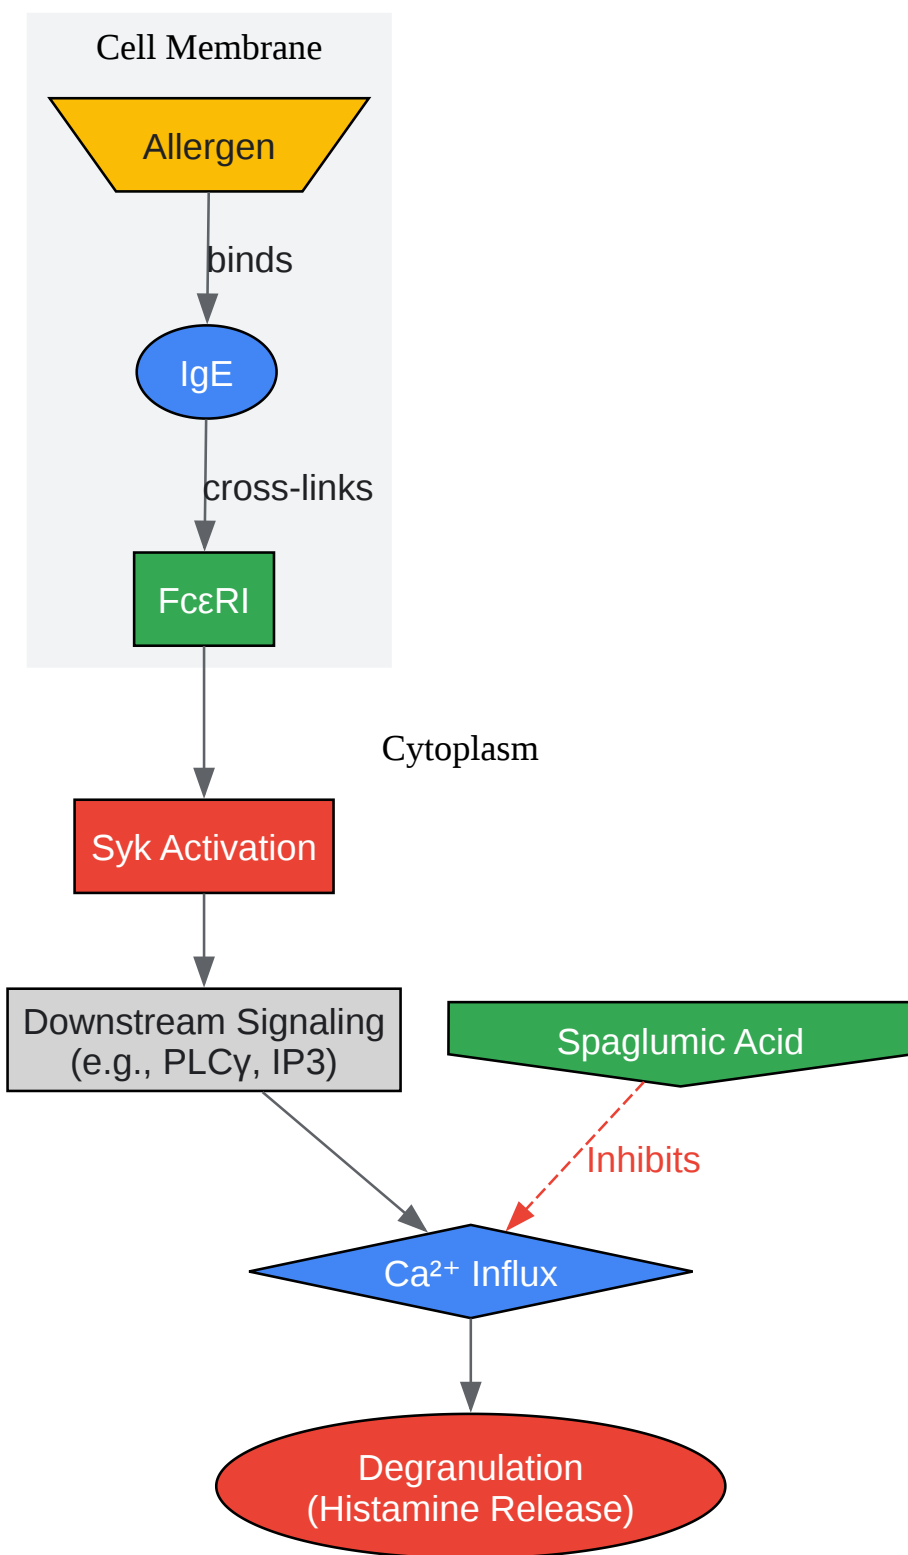 Cell Membrane
Allergen
binds
IgE
cross-links
FcεRI
Cytoplasm
Syk Activation
Downstream Signaling
(e.g., PLCγ, IP3)
Spaglumic Acid
Inhibits
Ca²⁺ Influx
Degranulation
(Histamine Release)